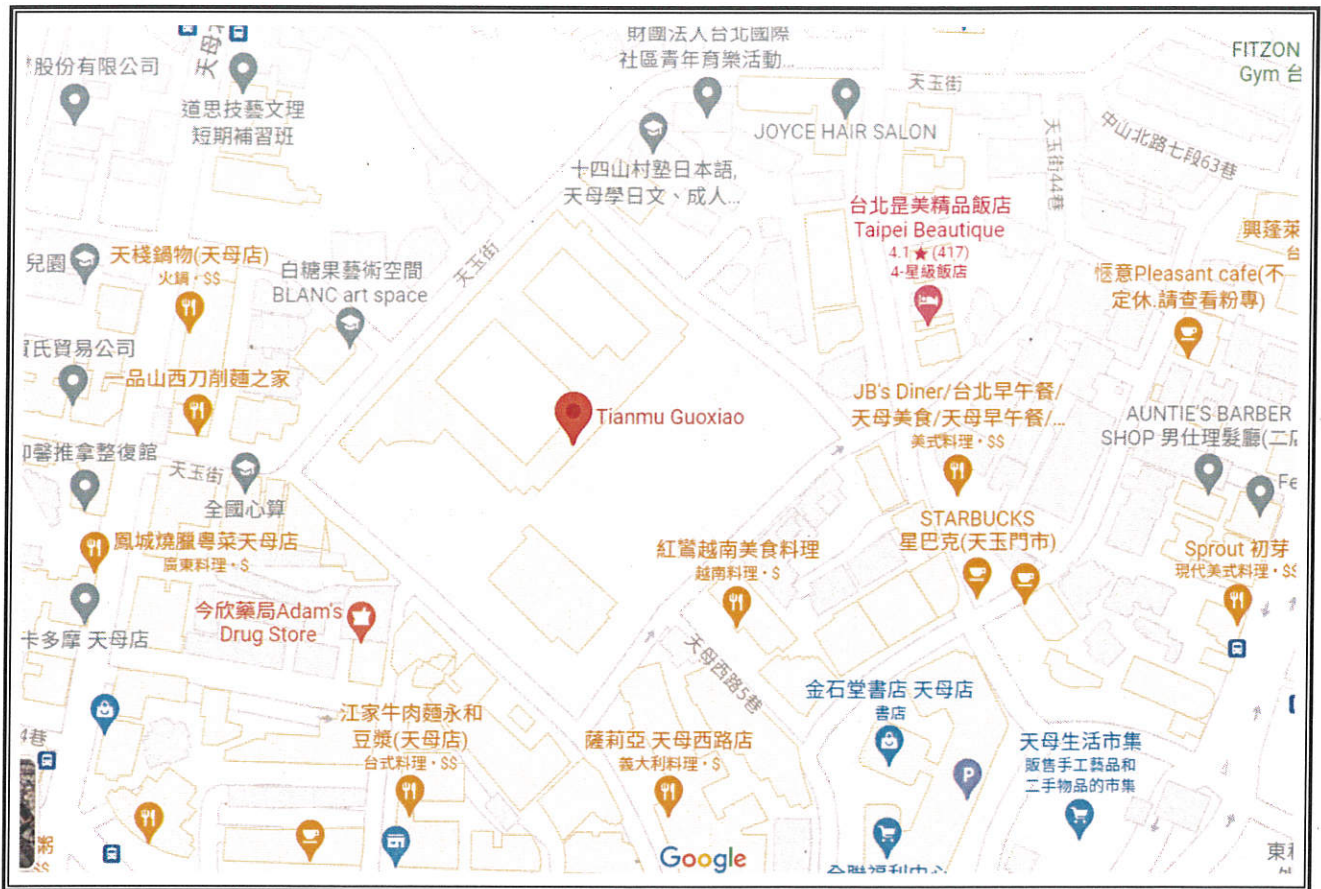 財團法人台北國際
社區青年育樂活動...
FITZON
Gym 台
股份有限公司
天玉街
道思技藝文理
短期補習班
JOYCE HAIR SALON
天玉街44巷
中山北路七段63巷
十四山村塾日本語,
天母學日文、成人...
台北昰美精品飯店
Taipei Beautique
4.1★(417)
4-星級飯店
興蓬萊
台
兒園
天棧鍋物(天母店)
火鍋・$$
白糖果藝術空間
BLANC art space
天玉街
愜意Pleasant cafe(不
定休.請查看粉專)
氏貿易公司
一品山西刀削麵之家
Tianmu Guoxiao
JB's Diner/台北早午餐/
天母美食/天母早午餐/...
美式料理・$$
AUNTIE'S BARBER
SHOP 男仕理髮廳(二
馨推拿整復館
天玉街
全國心算
Fe
鳳城燒臘粵菜天母店
廣東料理・$
STARBUCKS
星巴克(天玉門市)
紅鶯越南美食料理
越南料理・$
Sprout 初芽
現代美式料理・$$
今欣藥局Adam's
Drug Store
卡多摩 天母店
天母西路5巷
金石堂書店 天母店
書店
江家牛肉麵永和
豆漿(天母店)
台式料理・$$
薩莉亞 天母西路店
義大利料理・$
天母生活市集
販售手工藝品和
二手物品的市集
4巷
P
Google
全聯福利中心
東和